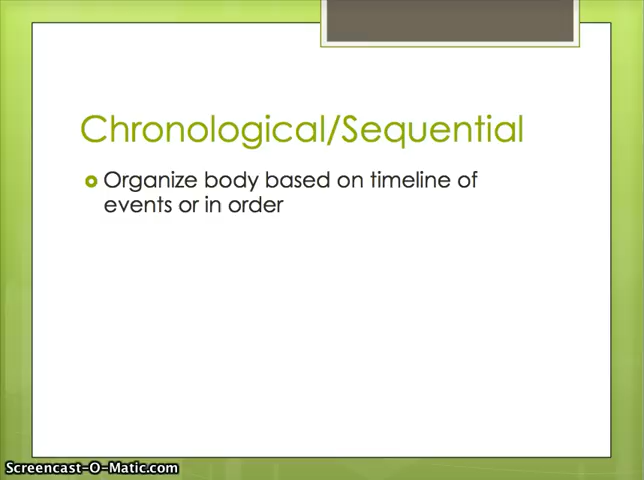 Chronological/Sequential
Organize body based on timeline of
events or in order
Screencast-O-Matic.com